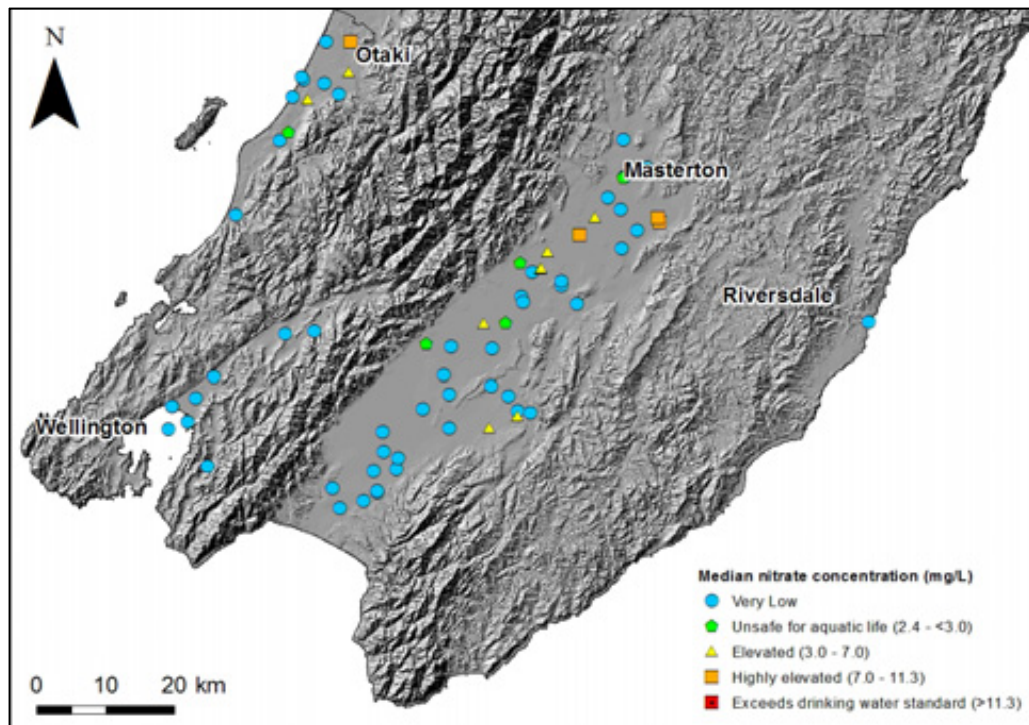 N
Otaki
Masterton
Riversdale
Wellington
Median nitrate concentration (mg/L)
Very Low
Unsafe for aquatic life (2.4 - <3.0)
Elevated (3.0 - 7.0)
Highly elevated (7.0 - 11.3)
Exceeds drinking water standard (>11.3)
0 10 20 km